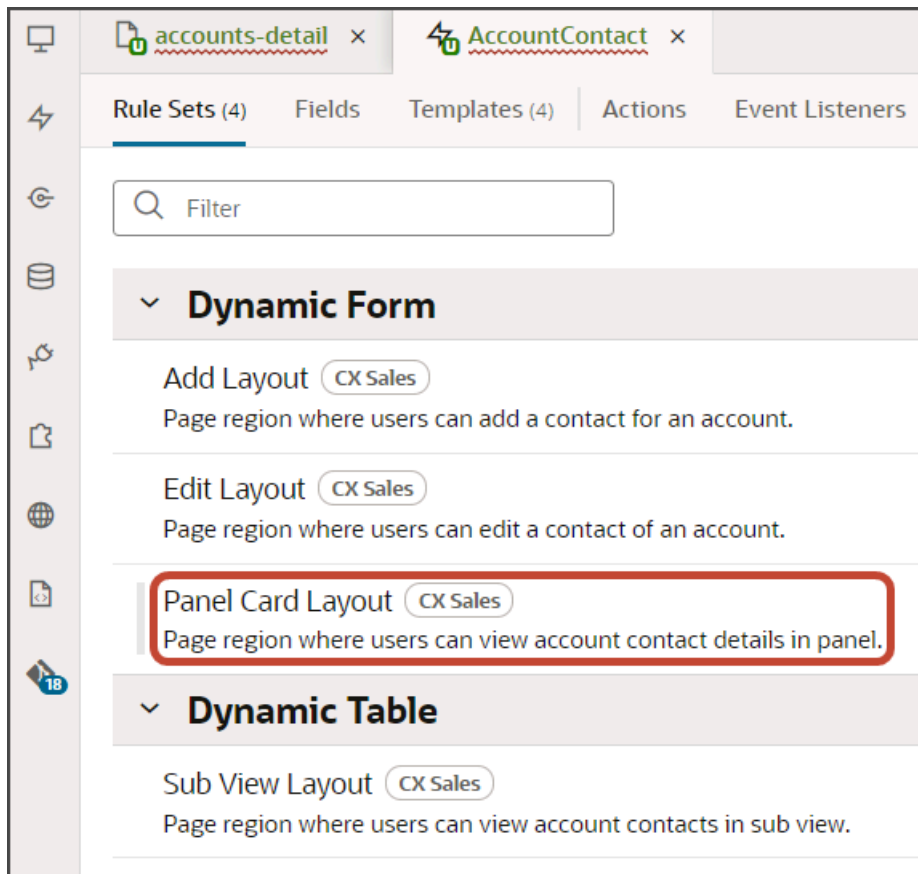 accounts-detail × AccountContact ×
Rule Sets (4) Fields Templates (4) Actions Event Listeners
Filter
Dynamic Form
Add Layout CX Sales
Page region where users can add a contact for an account.
Edit Layout CX Sales
Page region where users can edit a contact of an account.
Panel Card Layout CX Sales
Page region where users can view account contact details in panel.
18
Dynamic Table
Sub View Layout CX Sales
Page region where users can view account contacts in sub view.